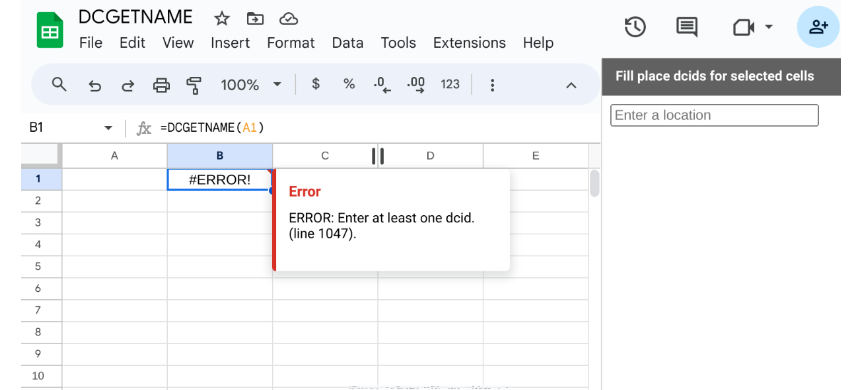 DCGETNAME
File Edit View Insert Format Data Tools Extensions Help
100% $ % .0 .00 123
Fill place dcids for selected cells
Enter a location
B1 fx =DCGETNAME(A1)
A B C D E
1 #ERROR!
Error
ERROR: Enter at least one dcid.
(line 1047).
2
3
4
5
6
7
8
9
10